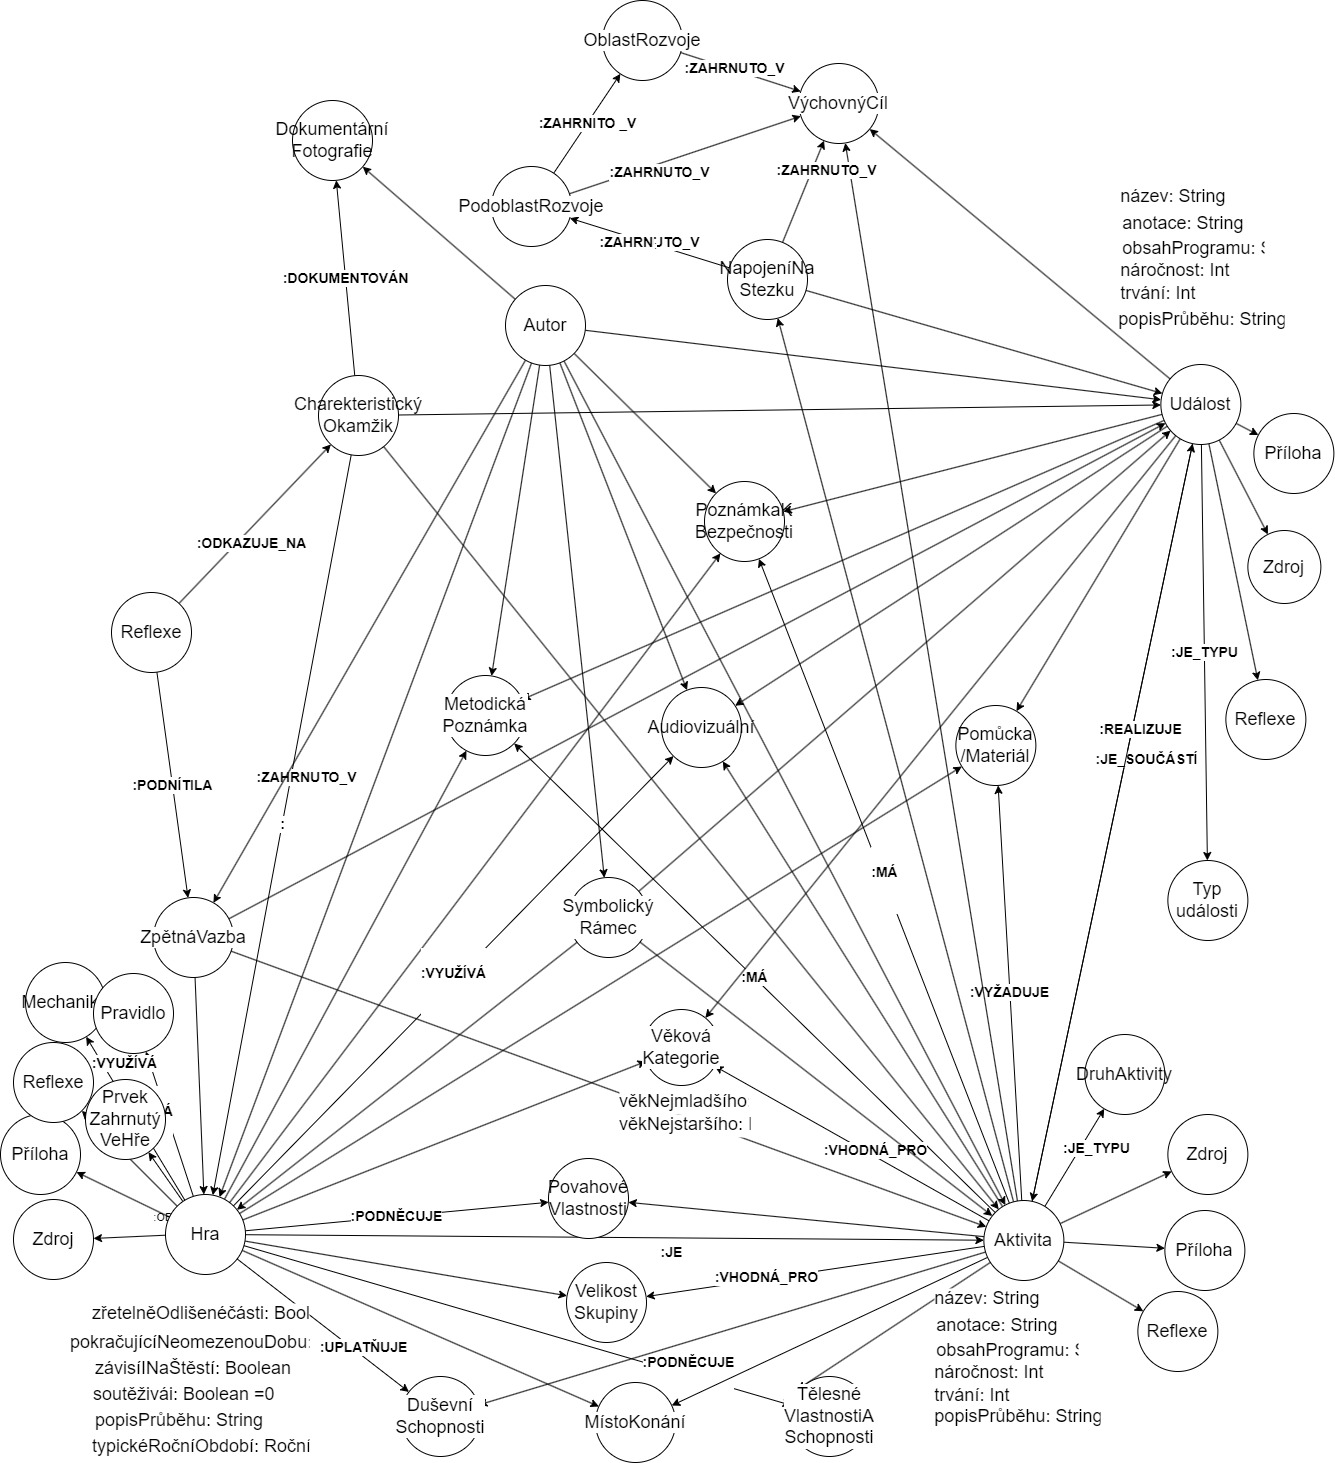 OblastRozvoje
:ZAHRNUTO_V
VýchovnýCíl
Dokumentární
Fotografie
:ZAHRNITO _V
:ZAHRNUTO_V
:ZAHRNUTO_V
PodoblastRozvoje
název: String
anotace: String
:ZAHRNUTO_V
obsahProgramu: S
:DOKUMENTOVÁN
NapojeníNa
Stezku
náročnost: Int
trvání: Int
popisPrůběhu: String
Autor
Charekteristický
Okamžik
Událost
Příloha
PoznámkaK
Bezpečnosti
:ODKAZUJE_NA
Zdroj
Reflexe
:JE_TYPU
Metodická
Poznámka
Audiovizuální
Pomůcka
/Materiál
Reflexe
:REALIZUJE
:JE_SOUČÁSTÍ
:PODNÍTILA
:ZAHRNUTO_V
:
:MÁ
Typ
události
Symbolický
Rámec
ZpětnáVazba
:VYUŽÍVÁ
:MÁ
:VYŽADUJE
Mechanik
Pravidlo
Věková
Kategorie
:VYUŽÍVÁ
Reflexe
DruhAktivity
Prvek
Zahrnutý
VeHře
Á
věkNejmladšího
věkNejstaršího: I
Příloha
:VHODNÁ_PRO
:JE_TYPU
Zdroj
Povahové
Vlastnosti
:PODNĚCUJE
Zdroj
Hra
:JE
Aktivita
Příloha
:VHODNÁ_PRO
Velikost
Skupiny
název: String
zřetelněOdlišenéčásti: Bool
anotace: String
Reflexe
pokračujícíNeomezenouDobu:
:UPLATŇUJE
obsahProgramu: S
závisílNaŠtěstí: Boolean
:PODNĚCUJE
náročnost: Int
soutěživái: Boolean =0
trvání: Int
Duševní
Schopnosti
MístoKonání
Tělesné
VlastnostiA
Schopnosti
popisPrůběhu: String
popisPrůběhu: String
typickéRočníObdobí: Roční